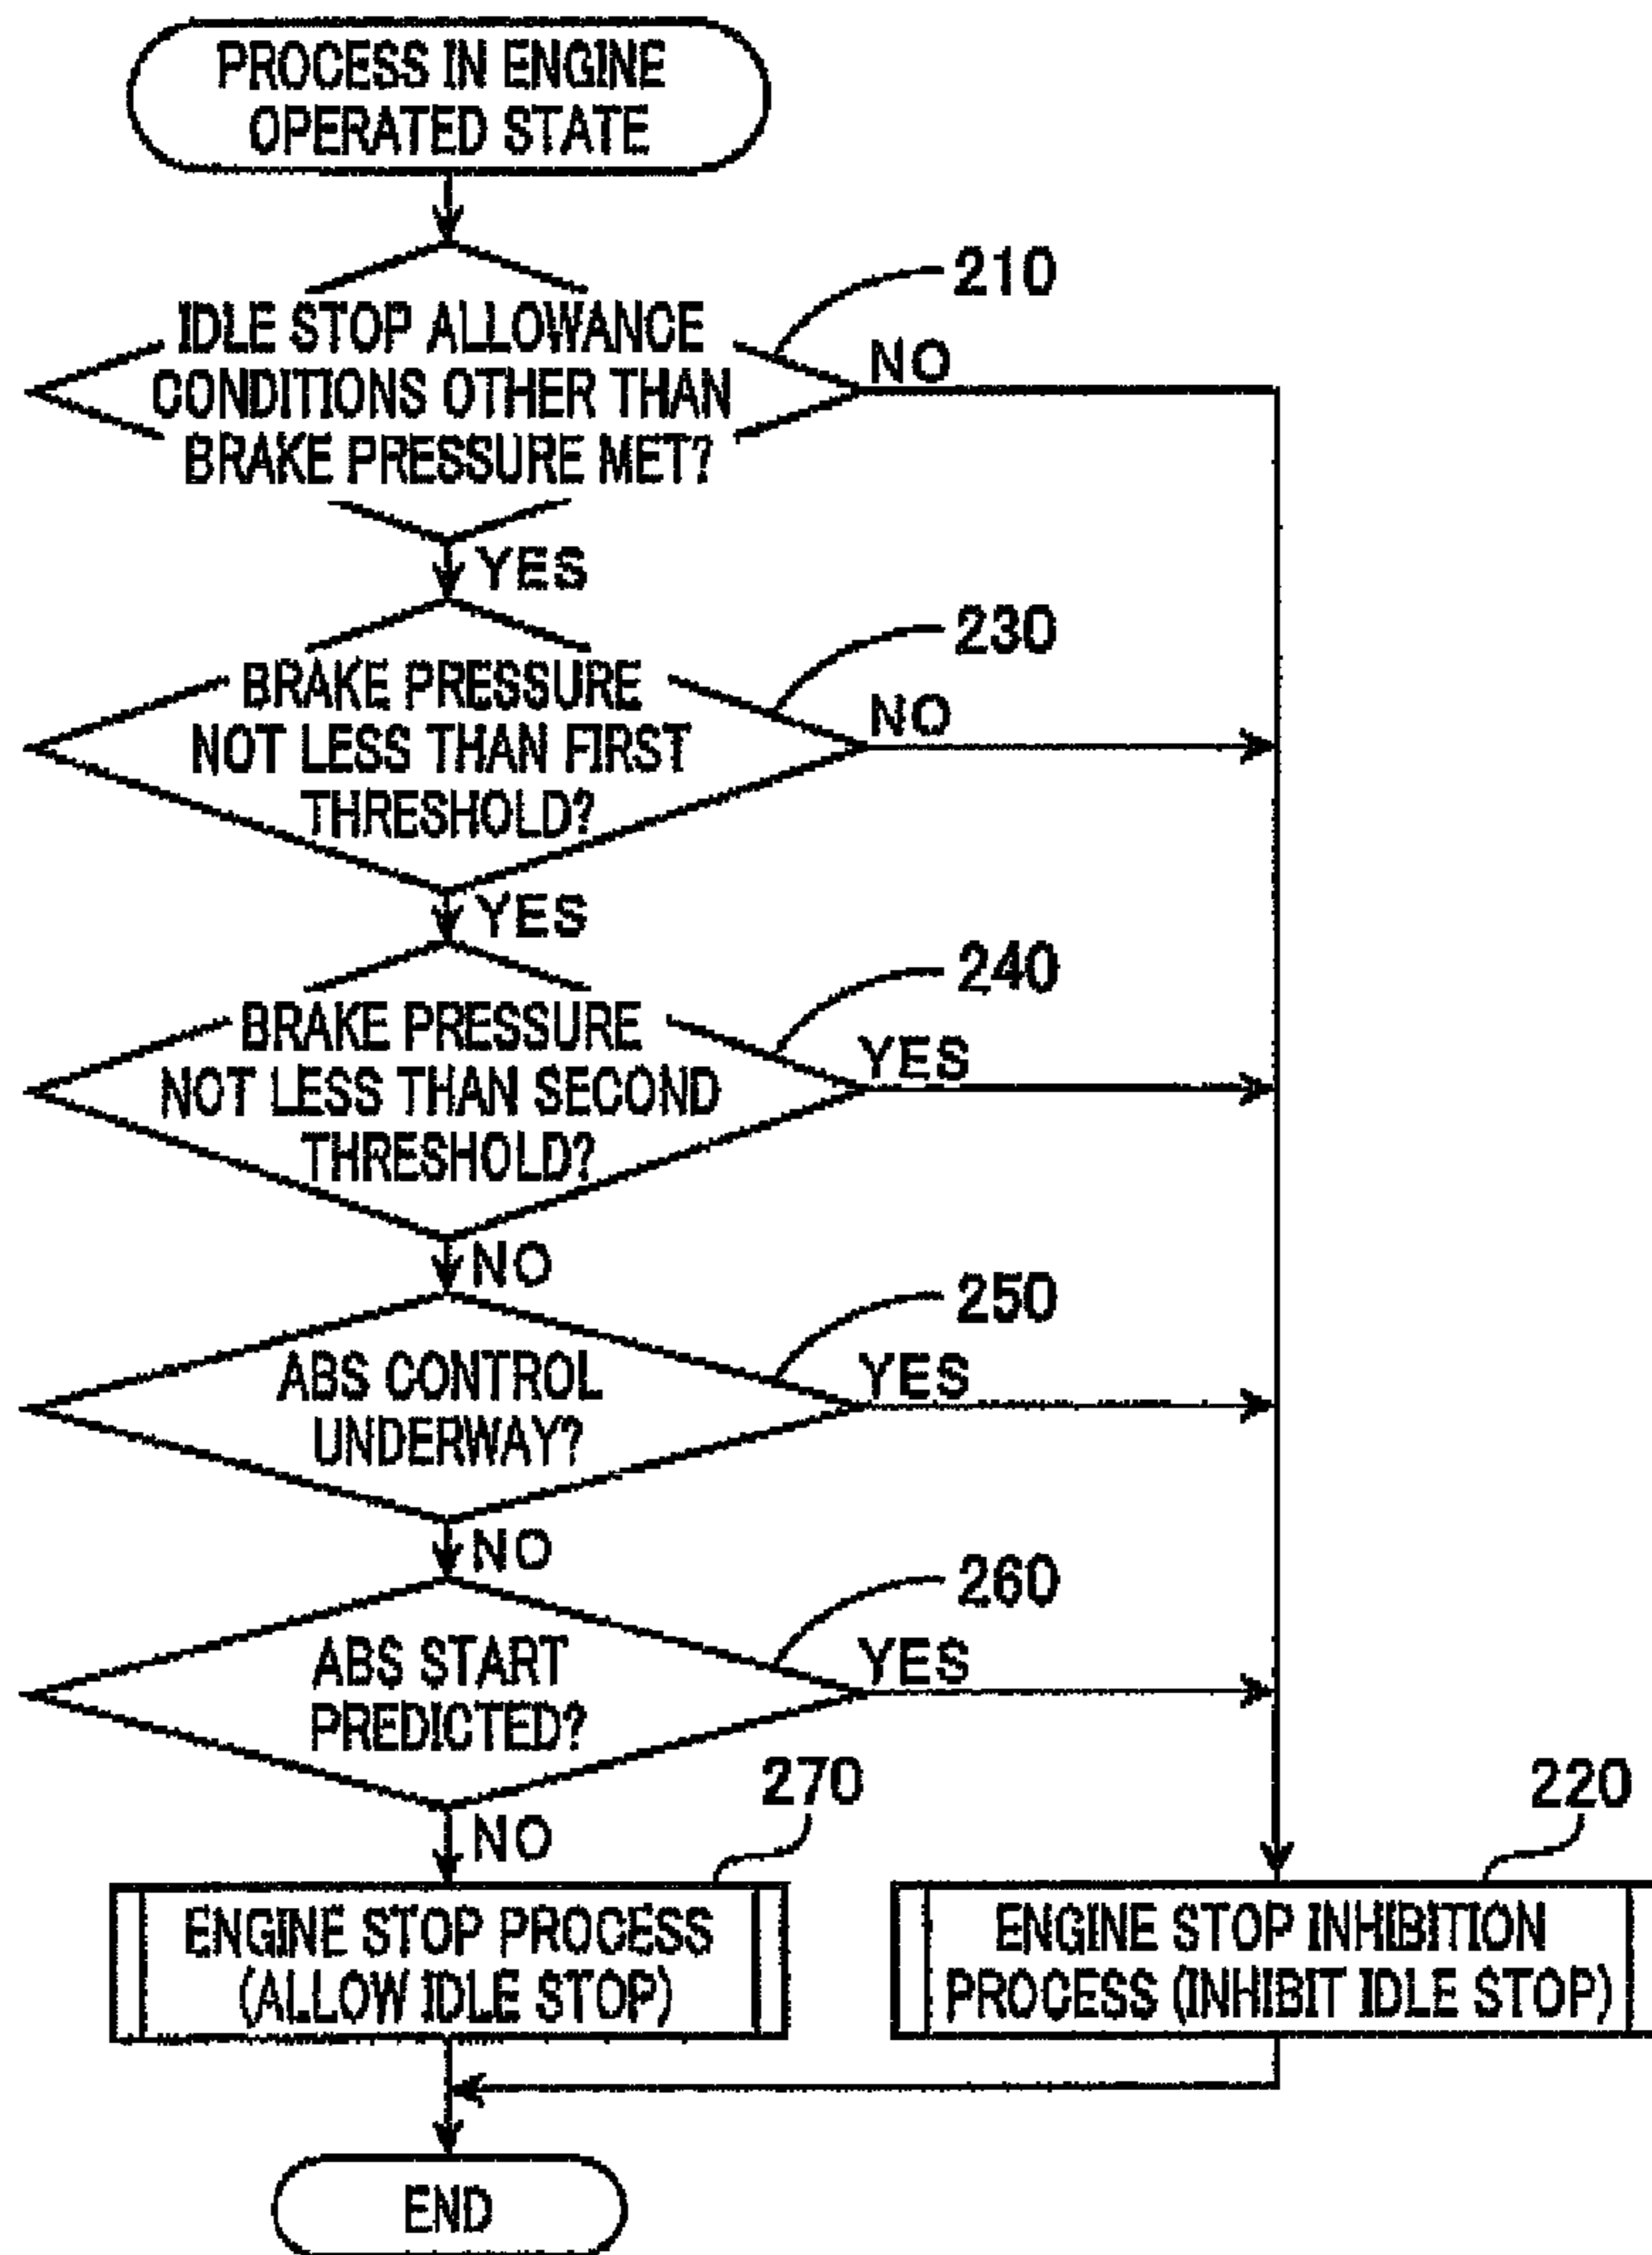 PROCESS IN ENGINE
OPERATED STATE
210
IDLE STOP ALLOWANCE
CONDITIONS OTHER THAN
BRAKE PRESSURE MET?
NO
YES
230
BRAKE PRESSURE
NOT LESS THAN FIRST
THRESHOLD?
NO
YES
240
BRAKE PRESSURE
NOT LESS THAN SECOND
THRESHOLD?
YES
NO
250
ABS CONTROL
UNDERWAY?
YES
NO
260
ABS START
PREDICTED?
YES
NO
270
220
ENGINE STOP PROCESS
(ALLOW IDLE STOP)
ENGINE STOP INHIBITION
PROCESS (INHIBIT IDLE STOP)
END